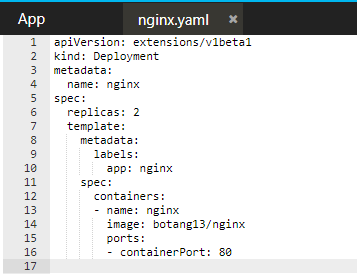 App nginx.yaml ×
1 apiVersion: extensions/v1beta1
2 kind: Deployment
3 metadata:
4   name: nginx
5 spec:
6   replicas: 2
7   template:
8     metadata:
9       labels:
10         app: nginx
11     spec:
12       containers:
13       - name: nginx
14         image: botang13/nginx
15         ports:
16         - containerPort: 80
17